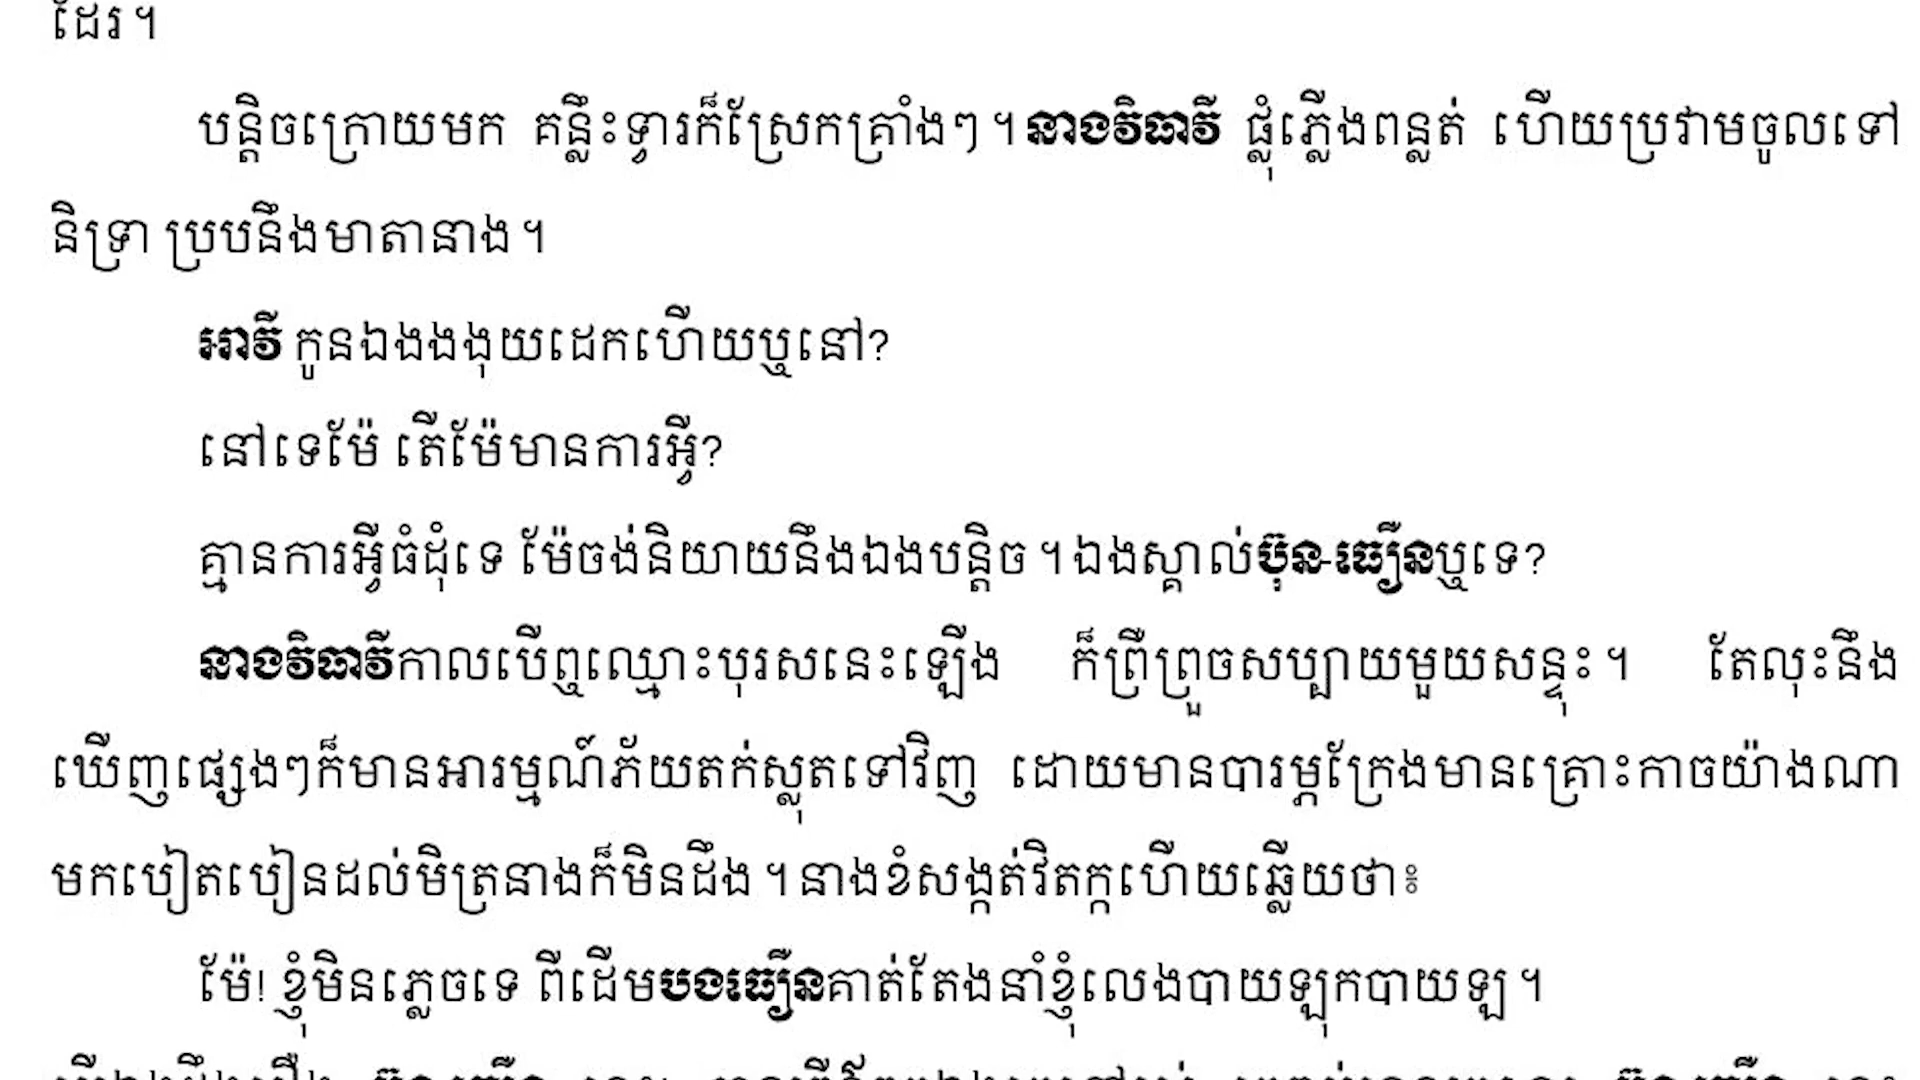 ដែរ។
បន្តិចក្រោយមក គន្លឹះទ្វារក៏ស្រែកគ្រាំងៗ។ នាងវិធាវី ផ្លុំភ្លើងពន្លត់ ហើយប្រវាមចូលទៅ
និទ្រា ប្របនឹងមាតានាង។
អាវី កូនឯងងងុយដេកហើយឬនៅ?
នៅទេម៉ែ តើម៉ែមានការអ្វី?
គ្មានការអ្វីធំដុំទេ ម៉ែចង់និយាយនឹងឯងបន្តិច។ ឯងស្គាល់ប៊ុន-ធឿនឬទេ?
នាងវិធាវីកាលបើឮឈ្មោះបុរសនេះឡើង ក៏ព្រឺព្រួចសប្បាយមួយសន្ទុះ។ តែលុះនឹង
ឃើញផ្សេងៗក៏មានអារម្មណ៍ភ័យតក់ស្លុតទៅវិញ ដោយមានបារម្ភក្រែងមានគ្រោះកាចយ៉ាងណា
មកបៀតបៀនដល់មិត្រនាងក៏មិនដឹង។ នាងខំសង្កត់វិតក្កហើយឆ្លើយថា៖
ម៉ែ! ខ្ញុំមិនភ្លេចទេ ពីដើមបងធឿនគាត់តែងនាំខ្ញុំលេងបាយឡុកបាយឡ។